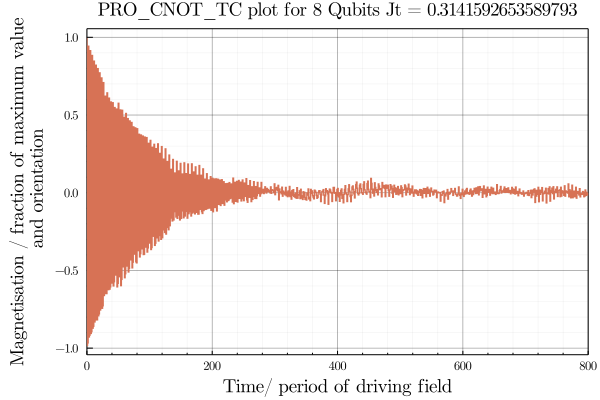 PRO_CNOT_TC plot for 8 Qubits Jt = 0.3141592653589793
Magnetisation / fraction of maximum value
and orientation
1.0
0.5
0.0
−0.5
−1.0
0
200
400
600
800
Time/ period of driving field